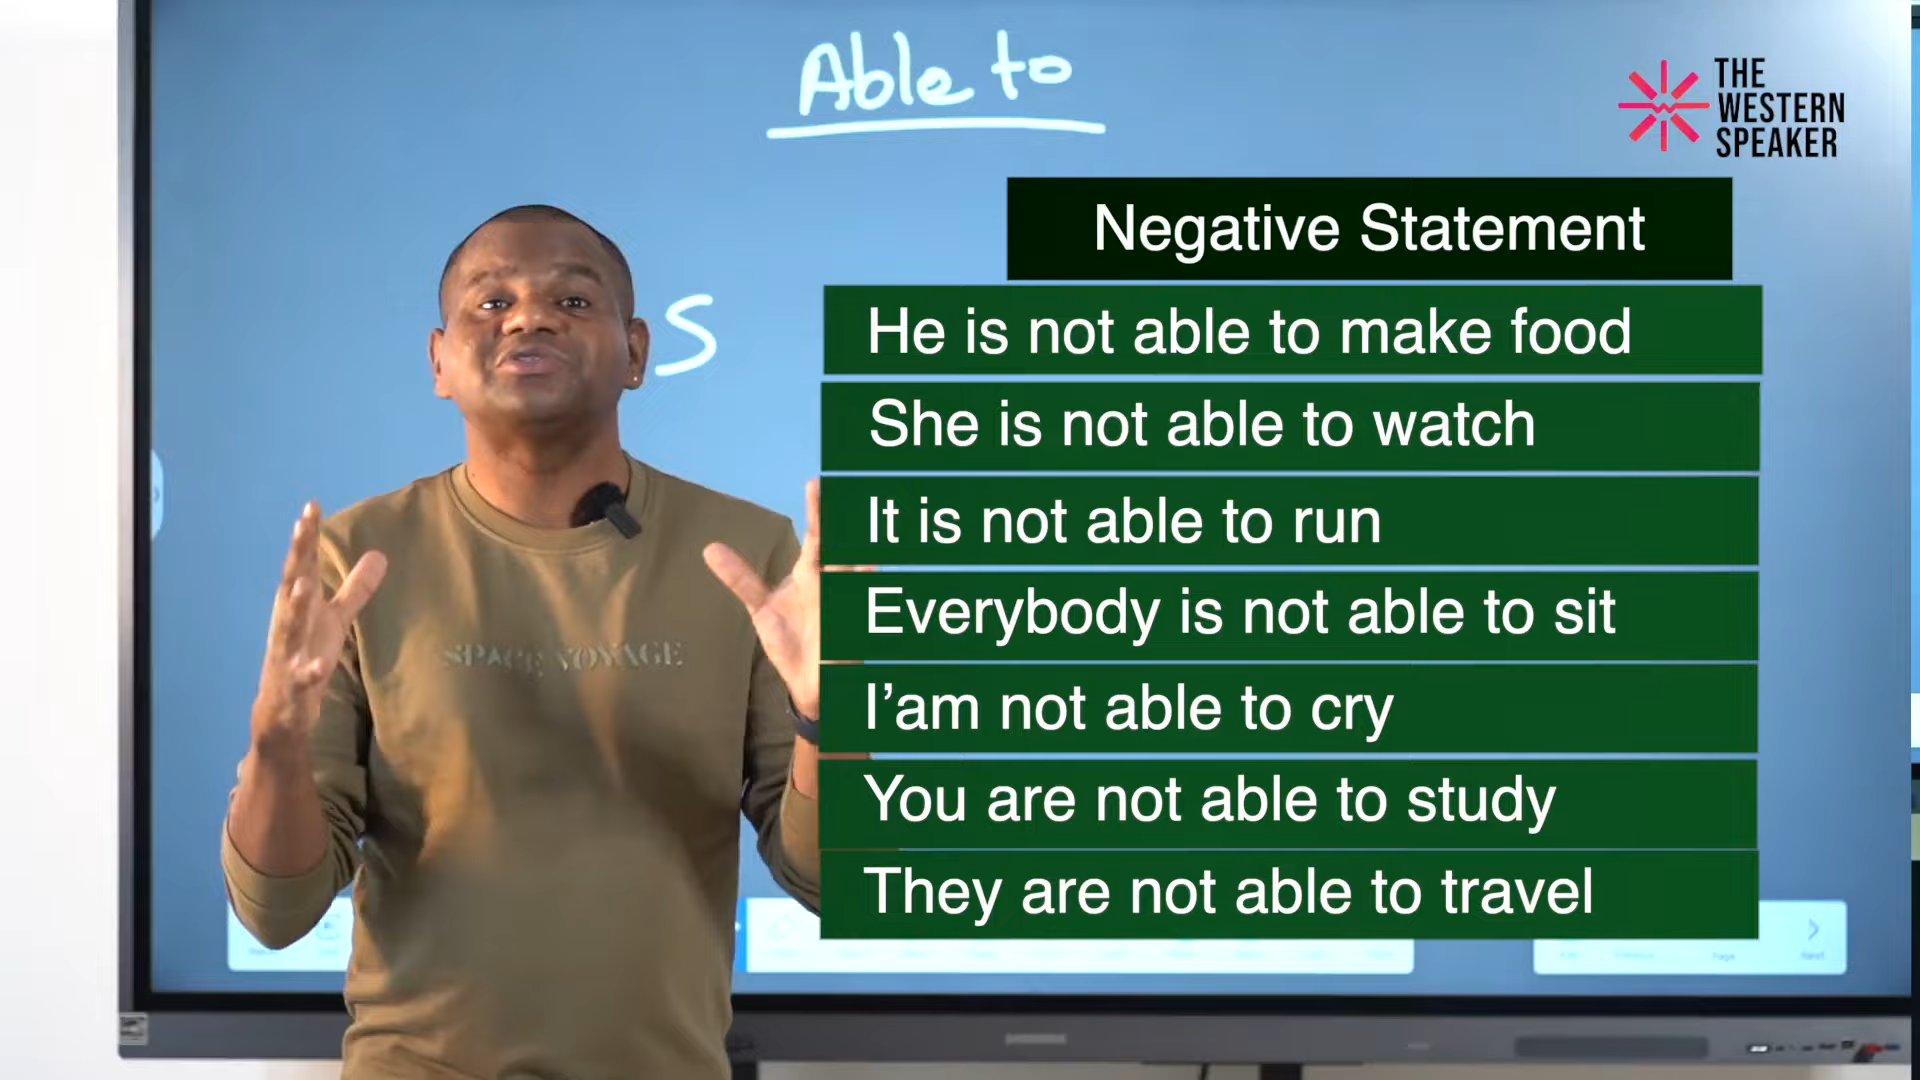 Able to
THE
WESTERN
SPEAKER
Negative Statement
S
He is not able to make food
She is not able to watch
It is not able to run
Everybody is not able to sit
I’am not able to cry
You are not able to study
They are not able to travel
SPACE VOYAGE